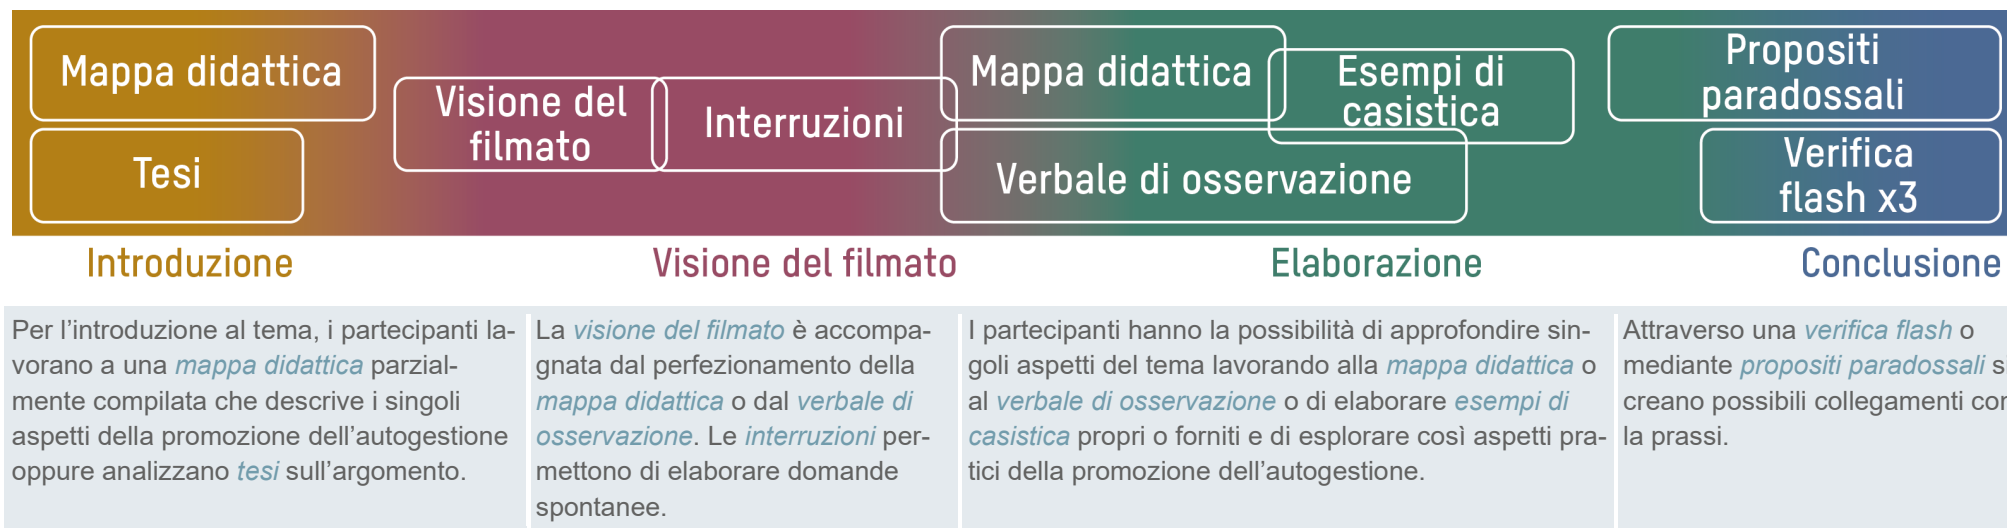 Mappa didattica
Tesi
Visione del
filmato
Interruzioni
Mappa didattica
Esempi di
casistica
Verbale di osservazione
Propositi
paradossali
Verifica
flash x3
Introduzione
Visione del filmato
Elaborazione
Conclusione
Per l’introduzione al tema, i partecipanti la-
vorano a una mappa didattica parzial-
mente compilata che descrive i singoli
aspetti della promozione dell’autogestione
oppure analizzano tesi sull’argomento.
La visione del filmato è accompa-
gnata dal perfezionamento della
mappa didattica o dal verbale di
osservazione. Le interruzioni per-
mettono di elaborare domande
spontanee.
I partecipanti hanno la possibilità di approfondire sin-
goli aspetti del tema lavorando alla mappa didattica o
al verbale di osservazione o di elaborare esempi di
casistica propri o forniti e di esplorare così aspetti pra-
tici della promozione dell’autogestione.
Attraverso una verifica flash o
mediante propositi paradossali si
creano possibili collegamenti con
la prassi.